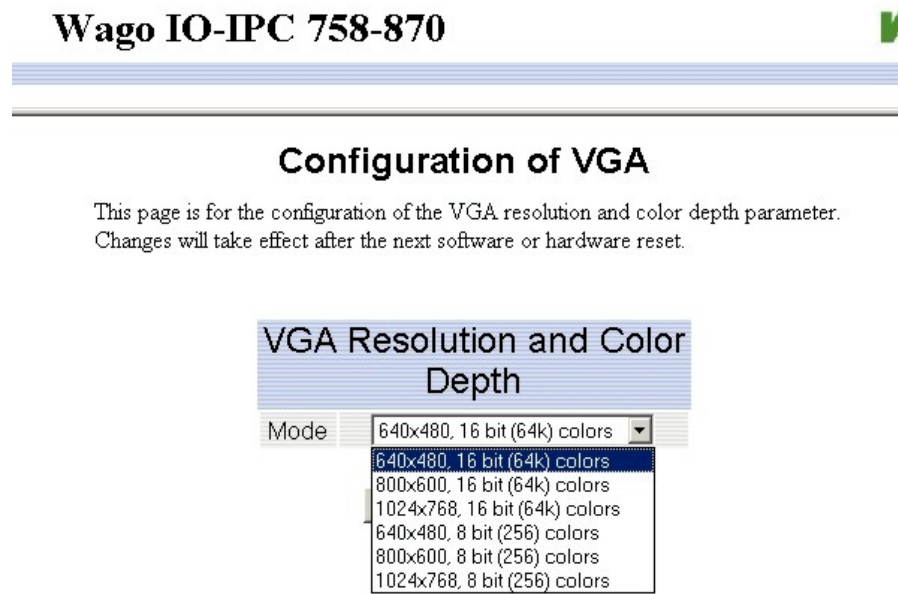 Wago IO-IPC 758-870
Configuration of VGA
This page is for the configuration of the VGA resolution and color depth parameter.
Changes will take effect after the next software or hardware reset.
VGA Resolution and Color
Depth
Mode 640x480, 16 bit (64k) colors
640x480, 16 bit (64k) colors
800x600, 16 bit (64k) colors
1024x768, 16 bit (64k) colors
640x480, 8 bit (256) colors
800x600, 8 bit (256) colors
1024x768, 8 bit (256) colors